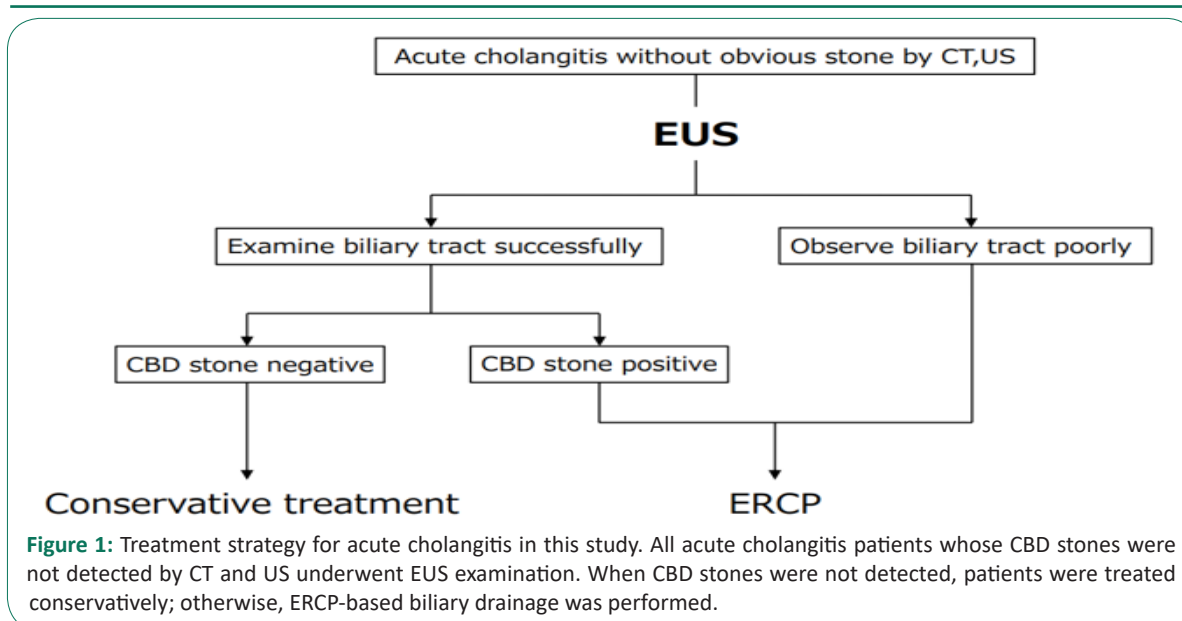 Acute cholangitis without obvious stone by CT,US
EUS
Examine biliary tract successfully
Observe biliary tract poorly
CBD stone negative
CBD stone positive
Conservative treatment
ERCP
Figure 1: Treatment strategy for acute cholangitis in this study. All acute cholangitis patients whose CBD stones were
not detected by CT and US underwent EUS examination. When CBD stones were not detected, patients were treated
conservatively; otherwise, ERCP-based biliary drainage was performed.